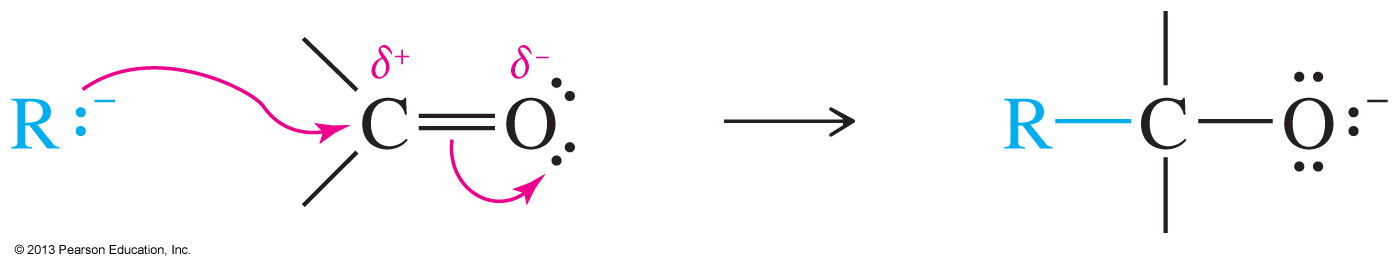 R:⁻ δ⁺ C=O δ⁻ → R—C—O:⁻
© 2013 Pearson Education, Inc.